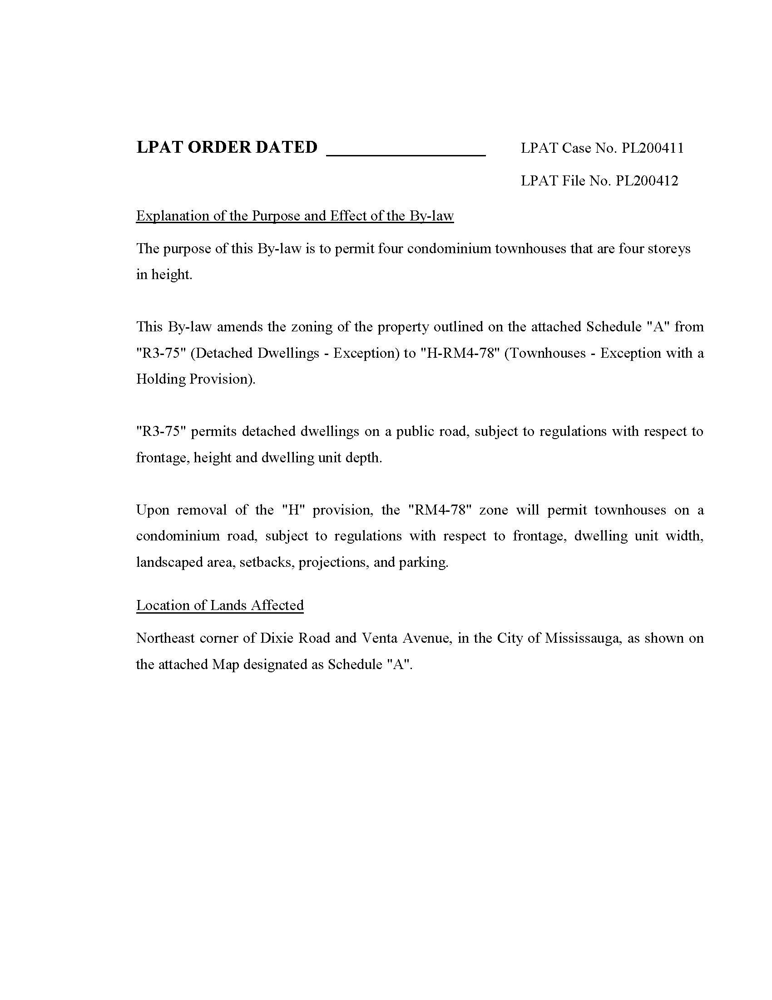 LPAT ORDER DATED LPAT Case No. PL200411
LPAT File No. PL200412
Explanation of the Purpose and Effect of the By-law
The purpose of this By-law is to permit four condominium townhouses that are four storeys
in height.
This By-law amends the zoning of the property outlined on the attached Schedule "A" from
"R3-75" (Detached Dwellings - Exception) to "H-RM4-78" (Townhouses - Exception with a
Holding Provision).
"R3-75" permits detached dwellings on a public road, subject to regulations with respect to
frontage, height and dwelling unit depth.
Upon removal of the "H" provision, the "RM4-78" zone will permit townhouses on a
condominium road, subject to regulations with respect to frontage, dwelling unit width,
landscaped area, setbacks, projections, and parking.
Location of Lands Affected
Northeast corner of Dixie Road and Venta Avenue, in the City of Mississauga, as shown on
the attached Map designated as Schedule "A".